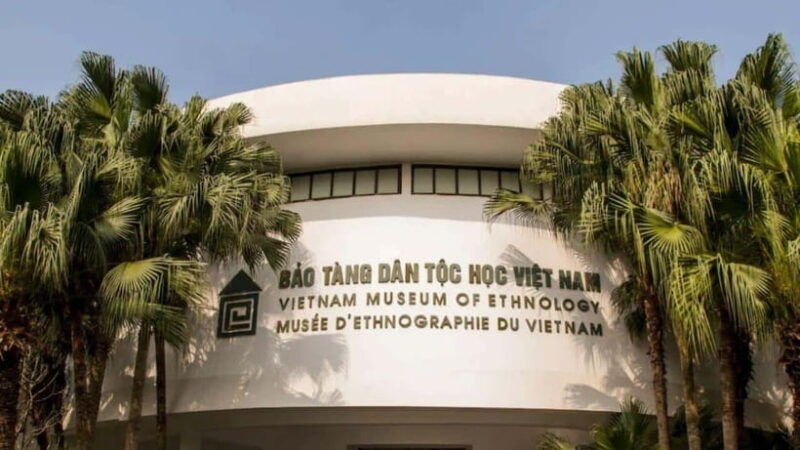 BẢO TÀNG DÂN TỘC HỌC VIỆT NAM
VIETNAM MUSEUM OF ETHNOLOGY
MUSÉE D'ETHNOGRAPHIE DU VIETNAM